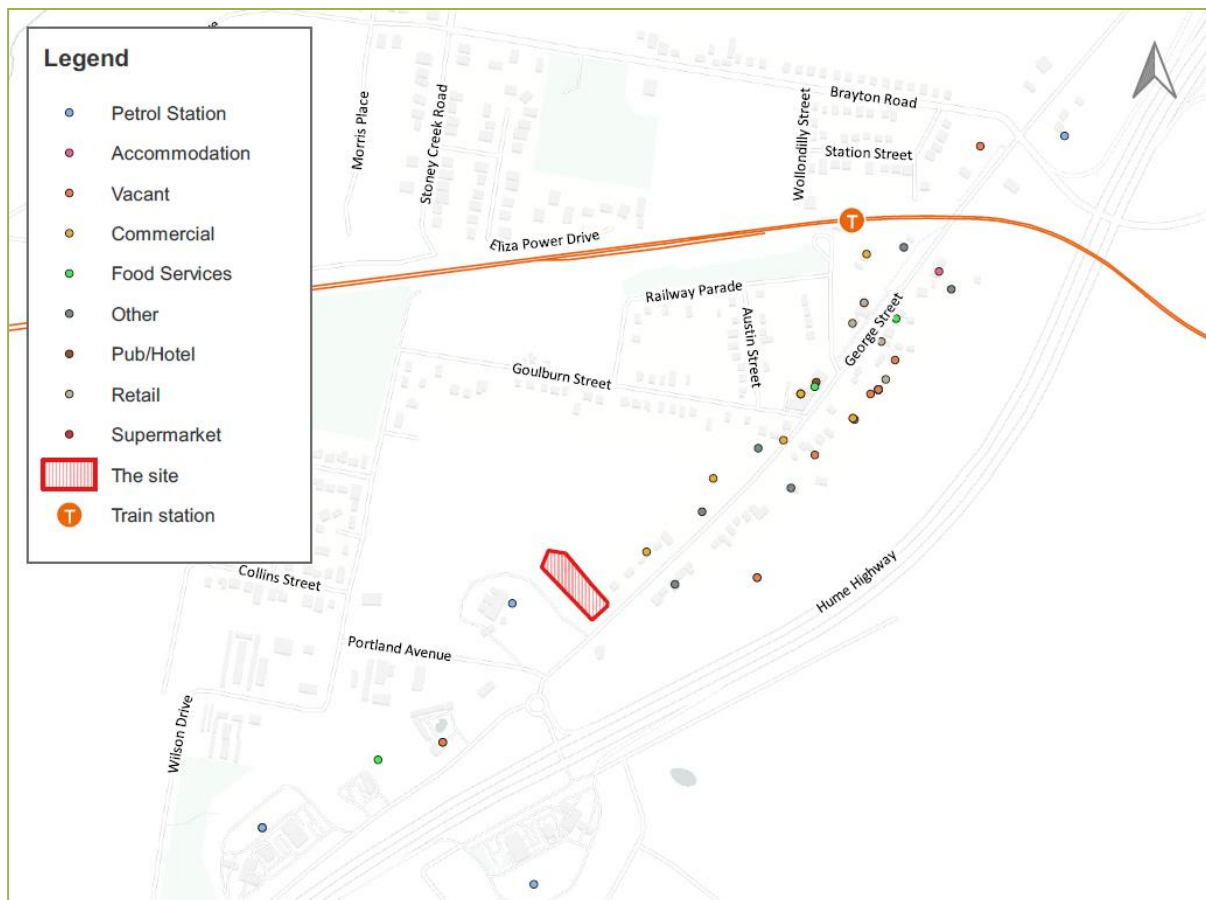 Legend
Petrol Station
Accommodation
Vacant
Commercial
Food Services
Other
Pub/Hotel
Retail
Supermarket
The site
T
Train station
Morris Place
Stoney Creek Road
Brayton Road
Wollondilly Street
Station Street
T
Eliza Power Drive
Railway Parade
Austin Street
George Street
Goulburn Street
Collins Street
Hume Highway
Portland Avenue
Wilson Drive